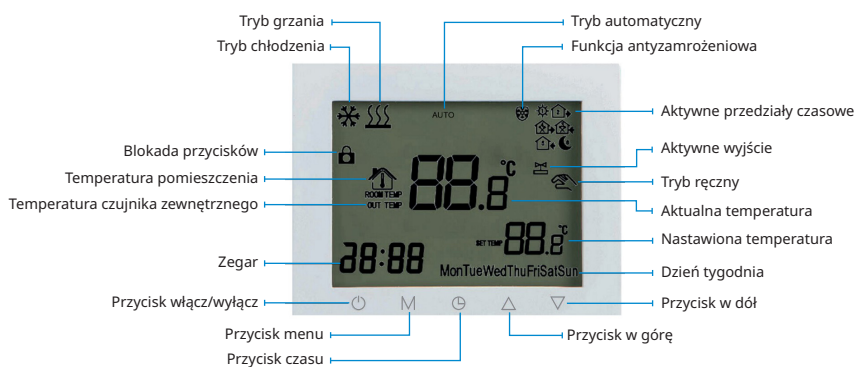 Tryb grzania
Tryb automatyczny
Tryb chłodzenia
Funkcja antyzamrożeniowa
AUTO
Aktywne przedziały czasowe
Blokada przycisków
Aktywne wyjście
°C
Temperatura pomieszczenia
88.8
Tryb ręczny
ROOM TEMP
Temperatura czujnika zewnętrznego
OUT TEMP
Aktualna temperatura
SET TEMP
88.8
°C
Nastawiona temperatura
Zegar
38:88
MonTueWedThuFriSatSun
Dzień tygodnia
Przycisk włącz/wyłącz
M
Przycisk w dół
Przycisk menu
Przycisk w górę
Przycisk czasu